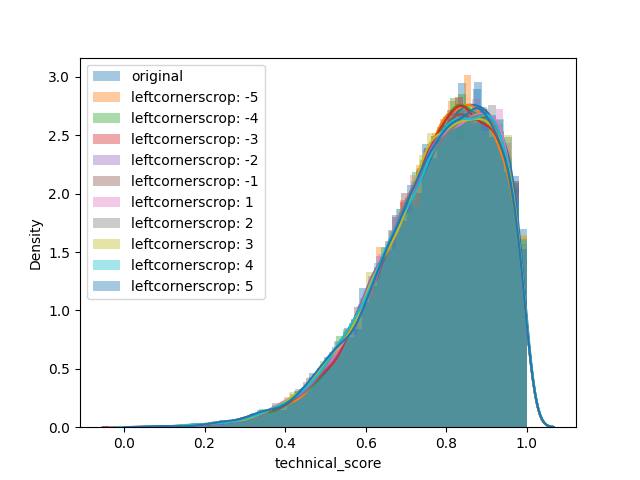 3.0
2.5
2.0
1.5
1.0
0.5
0.0
Density
original
leftcornerscrop: -5
leftcornerscrop: -4
leftcornerscrop: -3
leftcornerscrop: -2
leftcornerscrop: -1
leftcornerscrop: 1
leftcornerscrop: 2
leftcornerscrop: 3
leftcornerscrop: 4
leftcornerscrop: 5
0.0 0.2 0.4 0.6 0.8 1.0
technical_score